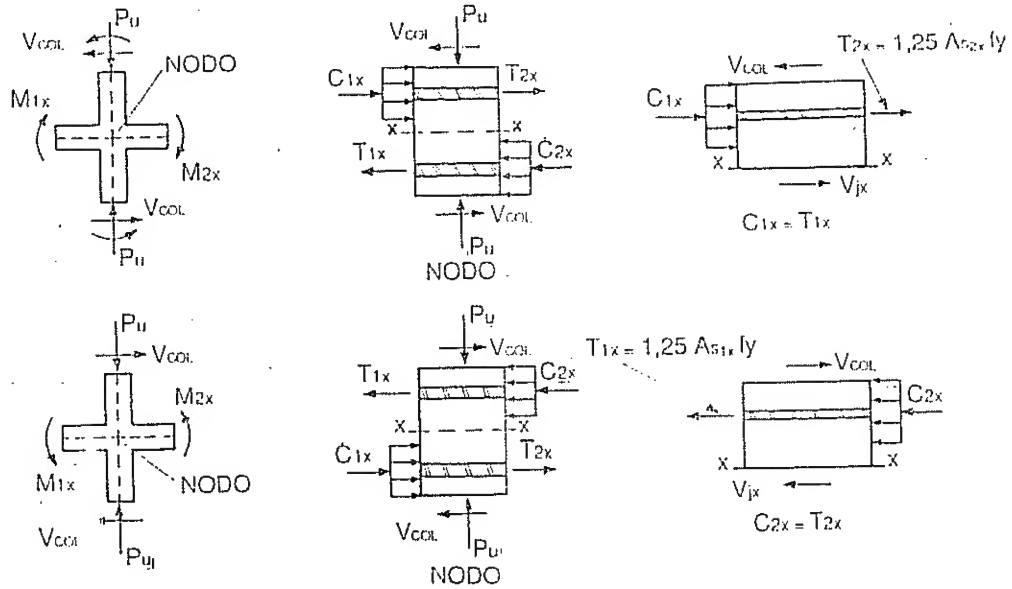 Pu
VCOL
NODO
M1x
M2x
VCOL
Pu
Pu
VCOL
C1x
T2x
x x
T1x
C2x
VCOL
Pu
NODO
T2x = 1,25 As2x fy
VCOL
C1x
x x
Vjx
C1x = T1x
Pu
VCOL
M2x
M1x
NODO
VCOL
Pu
Pu
VCOL
T1x
C2x
x x
C1x
T2x
VCOL
Pu
NODO
T1x = 1,25 As1x fy
VCOL
C2x
x x
Vjx
C2x = T2x